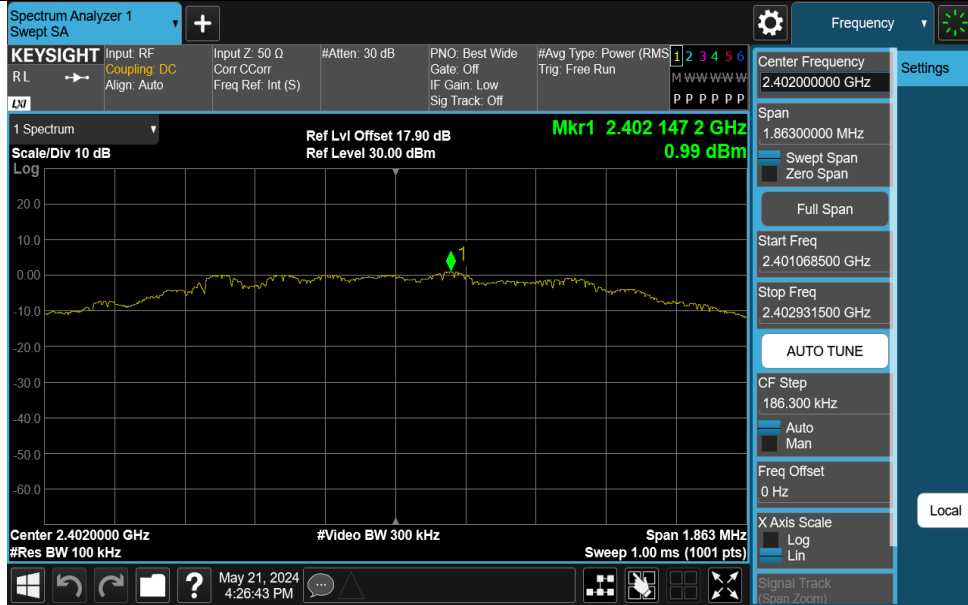 Spectrum Analyzer 1
Swept SA
+
Frequency
KEYSIGHT
R L
LXI
Input: RF
Coupling: DC
Align: Auto
Input Z: 50 Ω
Corr CCorr
Freq Ref: Int (S)
#Atten: 30 dB
PNO: Best Wide
Gate: Off
IF Gain: Low
Sig Track: Off
#Avg Type: Power (RMS
Trig: Free Run
1 2 3 4 5 6
M W W W W W
P P P P P P
1 Spectrum
Scale/Div 10 dB
Log
Ref Lvl Offset 17.90 dB
Ref Level 30.00 dBm
Mkr1 2.402 147 2 GHz
0.99 dBm
20.0
10.0
0.00
-10.0
-20.0
-30.0
-40.0
-50.0
-60.0
1
Center 2.4020000 GHz
#Res BW 100 kHz
#Video BW 300 kHz
Span 1.863 MHz
Sweep 1.00 ms (1001 pts)
Center Frequency
2.402000000 GHz
Settings
Span
1.86300000 MHz
Swept Span
Zero Span
Full Span
Start Freq
2.401068500 GHz
Stop Freq
2.402931500 GHz
AUTO TUNE
CF Step
186.300 kHz
Auto
Man
Freq Offset
0 Hz
Local
X Axis Scale
Log
Lin
Signal Track
(Span Zoom)
?
May 21, 2024
4:26:43 PM